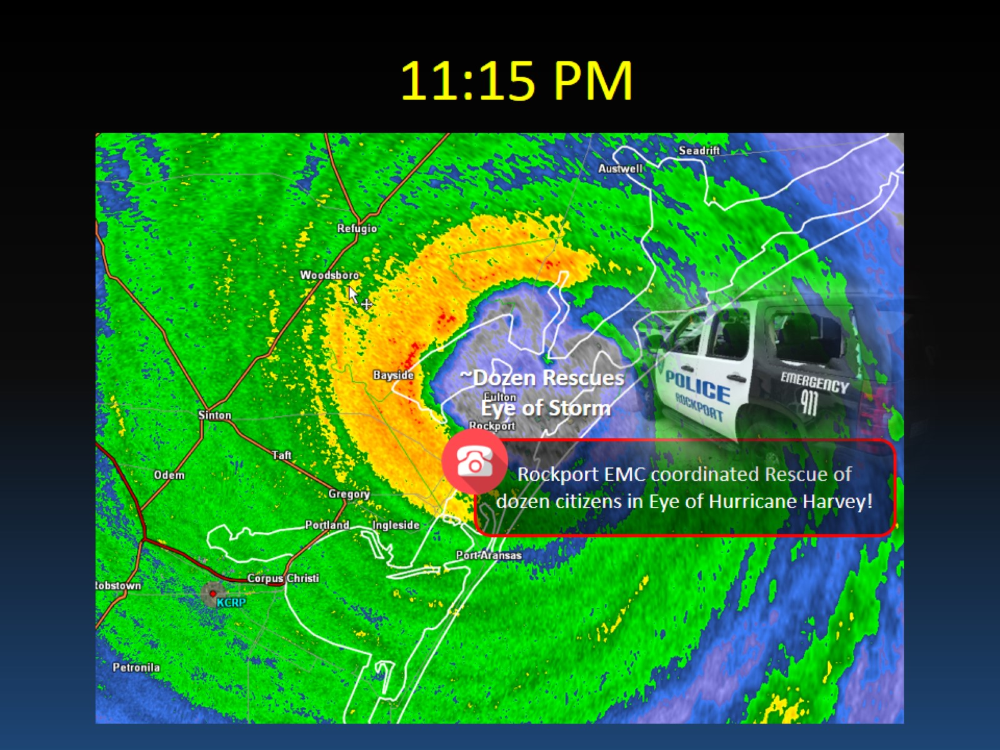 11:15 PM
Seadrift
Austwell
Refugio
Woodsboro
Bayside
~Dozen Rescues
Fulton
Eye of Storm
Rockport
POLICE
ROCKPORT
EMERGENCY
911
Sinton
Taft
Odem
Gregory
Rockport EMC coordinated Rescue of
dozen citizens in Eye of Hurricane Harvey!
Portland
Ingleside
Port Aransas
Corpus Christi
Robstown
KCRP
Petronila